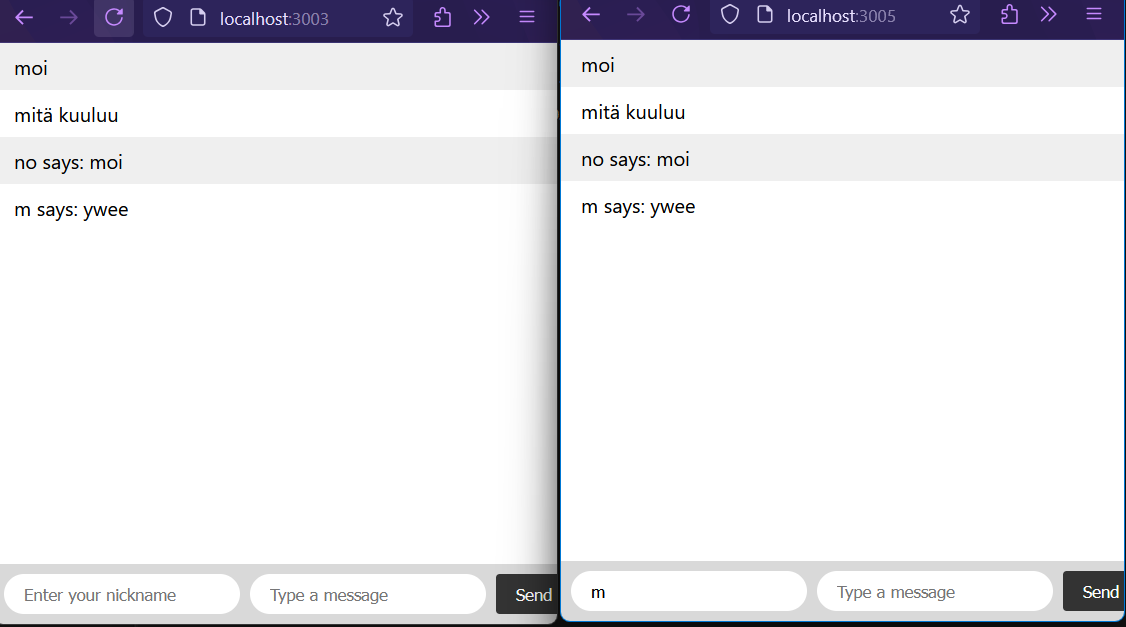 localhost:3003
moi
mitä kuuluu
no says: moi
m says: ywee
Enter your nickname
Type a message
Send
localhost:3005
moi
mitä kuuluu
no says: moi
m says: ywee
m
Type a message
Send